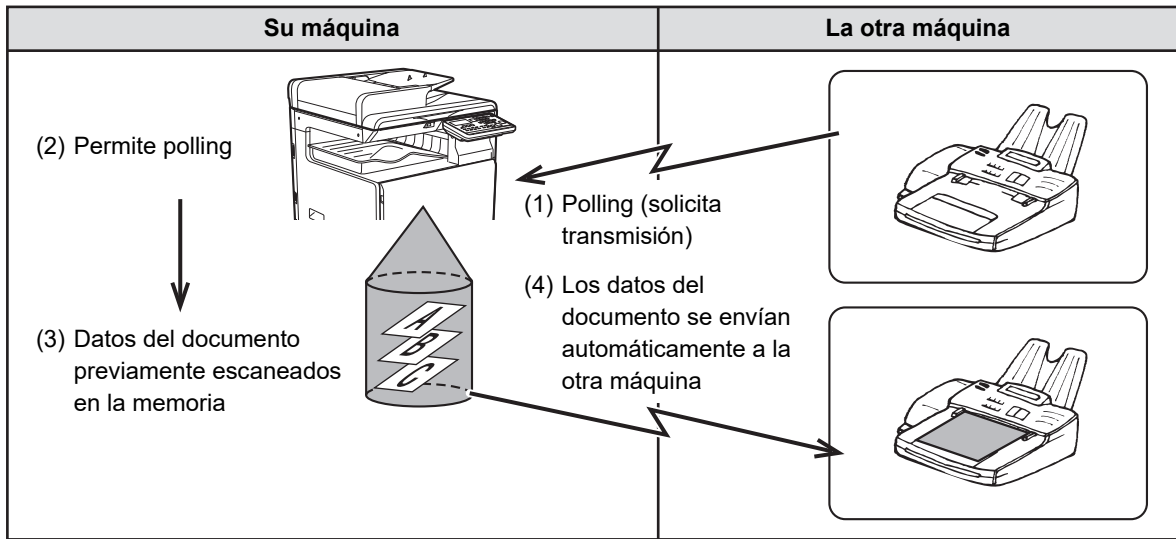 Su máquina
La otra máquina
(2) Permite polling
(1) Polling (solicita
transmisión)
(4) Los datos del
documento se envían
automáticamente a la
otra máquina
(3) Datos del documento
previamente escaneados
en la memoria
A
B
C